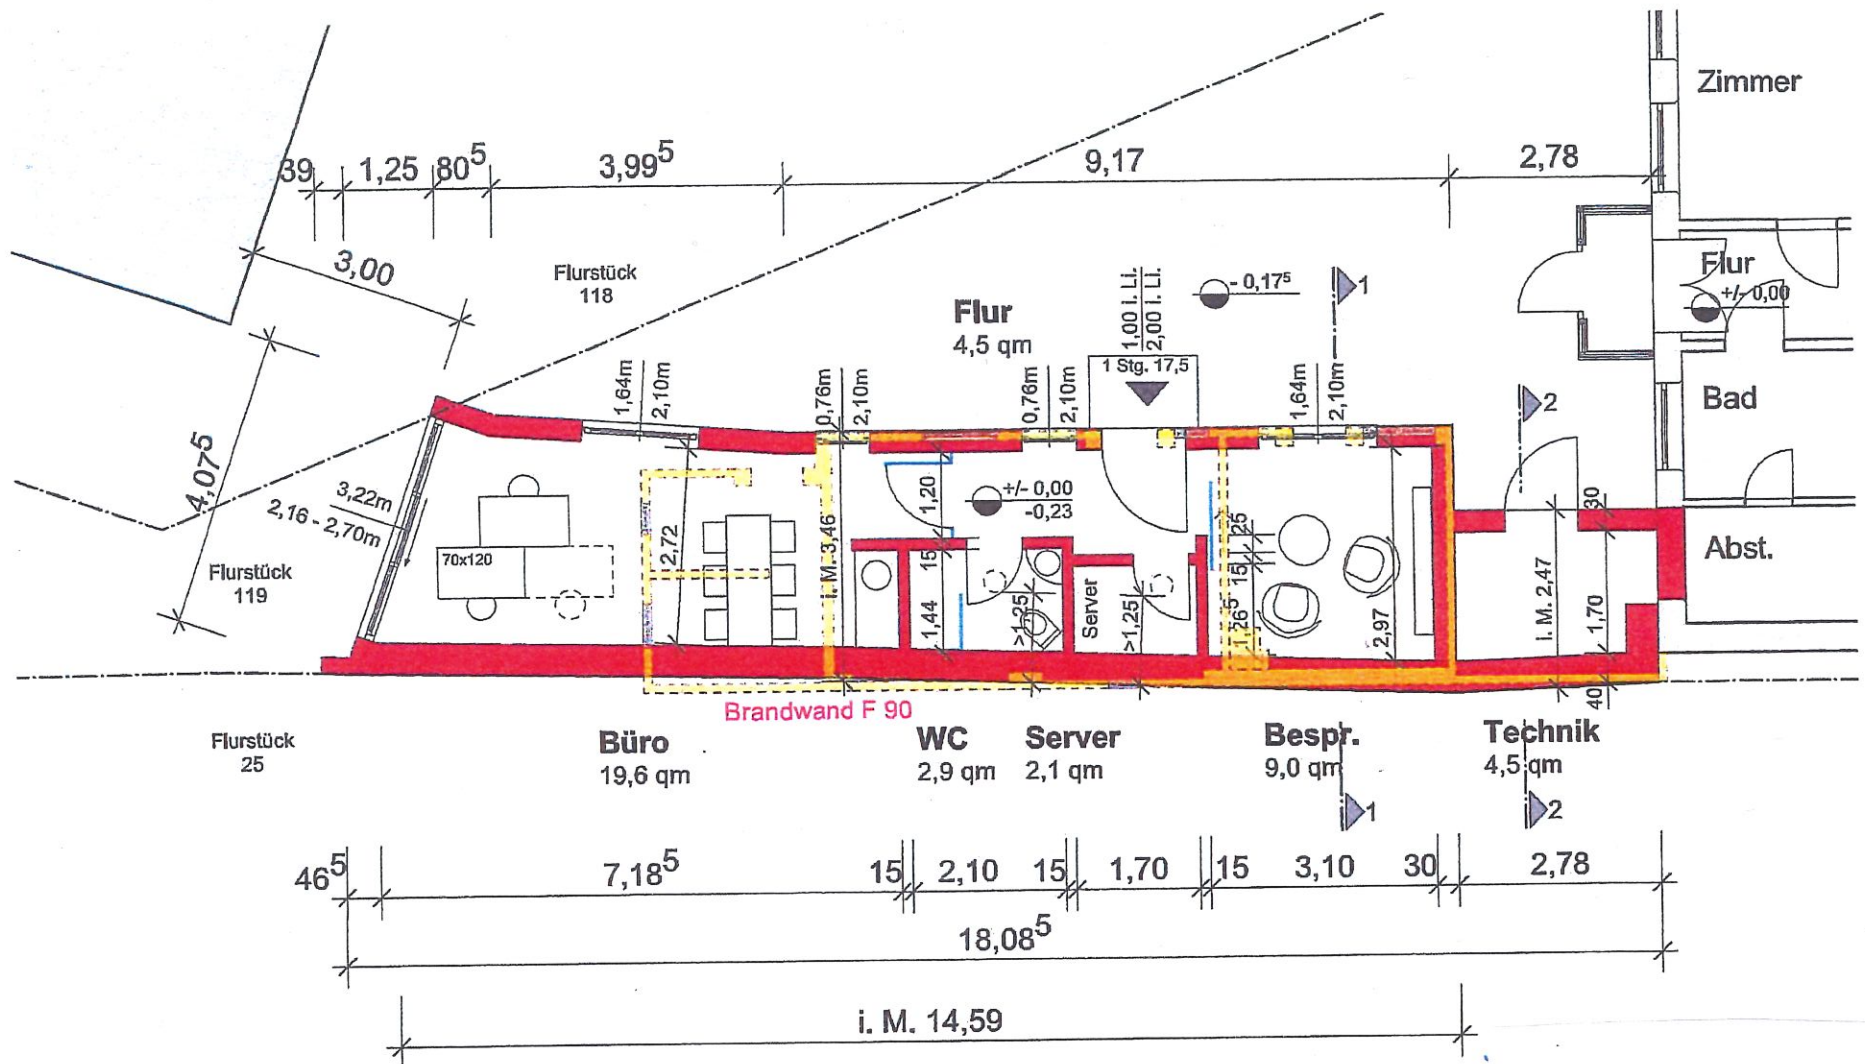 Zimmer
39 1,25 80⁵ 3,99⁵ 9,17 2,78
3,00
Flurstück
118
Flur
4,5 qm
1,00 i. Li.
2,00 i. Li.
- 0,17⁵
1
Flur
+/- 0,00
1 Stg. 17,5
1,64m
2,10m
0,76m
2,10m
0,76m
2,10m
1,64m
2,10m
2
Bad
4,07⁵
3,22m
2,16 - 2,70m
70x120
2,72
i. M. 3,46
1,20
+/- 0,00
-0,23
15
1,44
>1,25
Server
>1,25
25
15
1,26⁵
2,97
30
i. M. 2,47
1,70
40
Abst.
Flurstück
119
Brandwand F 90
Flurstück
25
Büro
19,6 qm
WC
2,9 qm
Server
2,1 qm
Bespr.
9,0 qm
Technik
4,5 qm
1
2
46⁵ 7,18⁵ 15 2,10 15 1,70 15 3,10 30 2,78
18,08⁵
i. M. 14,59